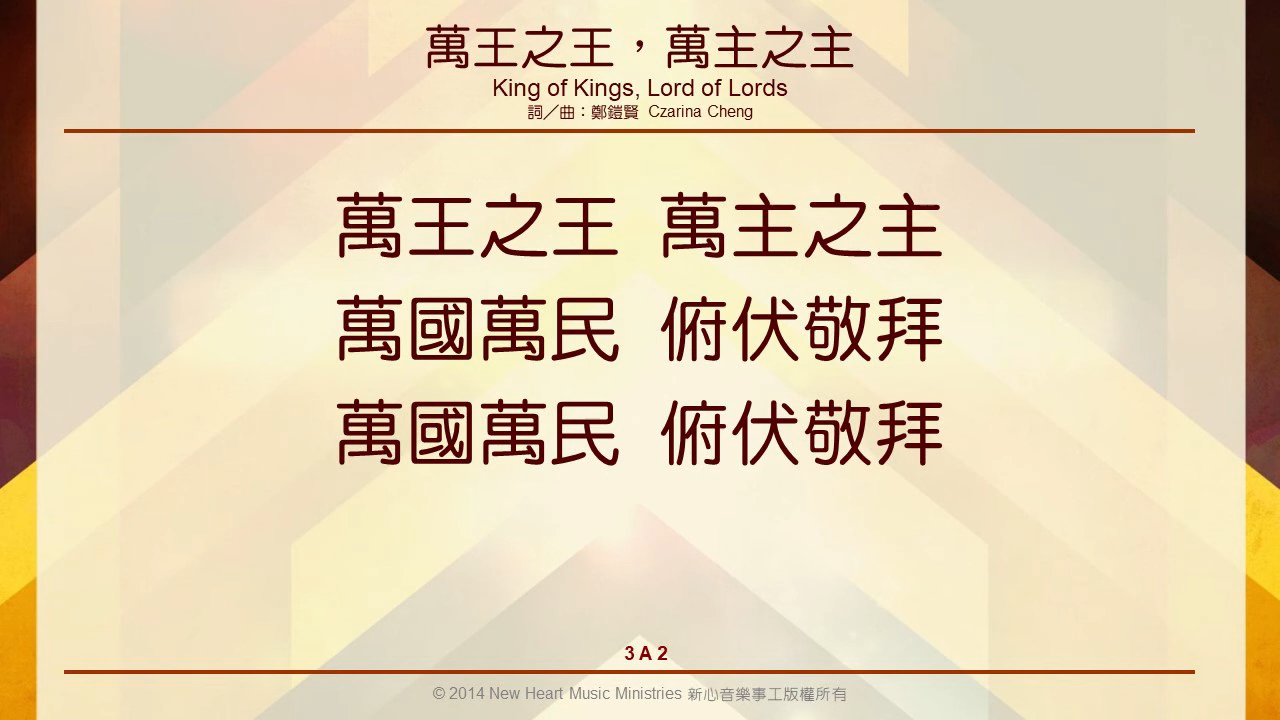 萬王之王，萬主之主
King of Kings, Lord of Lords
詞／曲：鄭鎧賢 Czarina Cheng
萬王之王 萬主之主
萬國萬民 俯伏敬拜
萬國萬民 俯伏敬拜
3 A 2
© 2014 New Heart Music Ministries 新心音樂事工版權所有